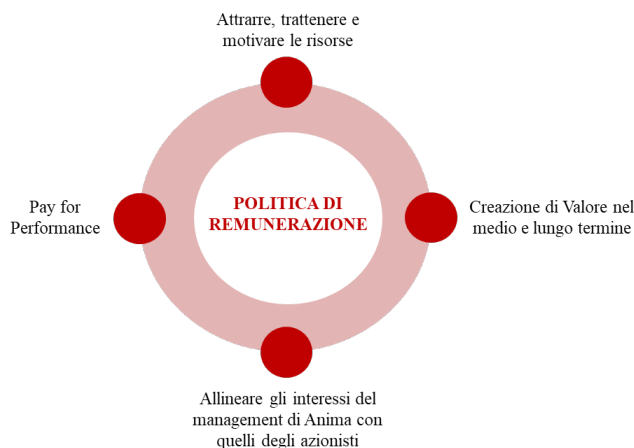 Attrarre, trattenere e
motivare le risorse
Pay for
Performance
POLITICA DI
REMUNERAZIONE
Creazione di Valore nel
medio e lungo termine
Allineare gli interessi del
management di Anima con
quelli degli azionisti